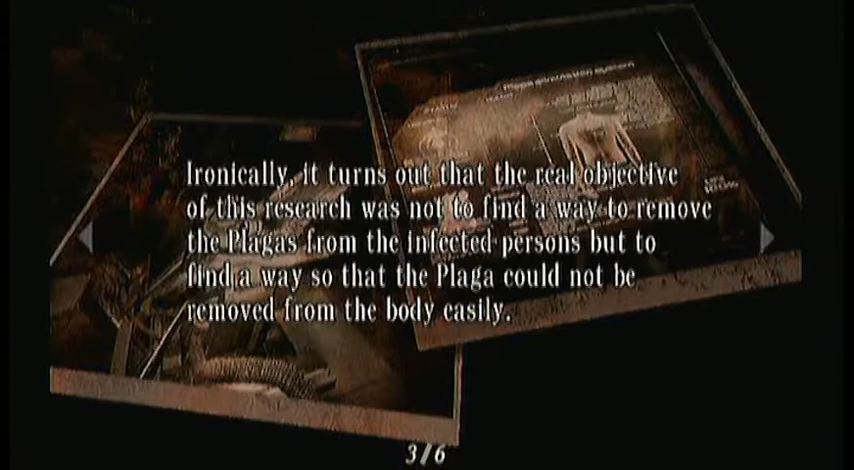 Ironically, it turns out that the real objective
of this research was not to find a way to remove
the Plagas from the infected persons but to
find a way so that the Plaga could not be
removed from the body easily.
3/6